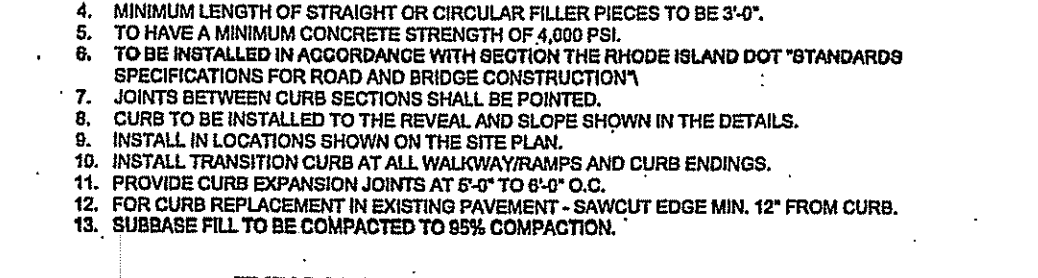 4. MINIMUM LENGTH OF STRAIGHT OR CIRCULAR FILLER PIECES TO BE 3'-0".
5. TO HAVE A MINIMUM CONCRETE STRENGTH OF 4,000 PSI.
6. TO BE INSTALLED IN ACCORDANCE WITH SECTION THE RHODE ISLAND DOT "STANDARDS
SPECIFICATIONS FOR ROAD AND BRIDGE CONSTRUCTION"\
7. JOINTS BETWEEN CURB SECTIONS SHALL BE POINTED.
8. CURB TO BE INSTALLED TO THE REVEAL AND SLOPE SHOWN IN THE DETAILS.
9. INSTALL IN LOCATIONS SHOWN ON THE SITE PLAN.
10. INSTALL TRANSITION CURB AT ALL WALKWAY/RAMPS AND CURB ENDINGS.
11. PROVIDE CURB EXPANSION JOINTS AT 5'-0" TO 6'-0" O.C.
12. FOR CURB REPLACEMENT IN EXISTING PAVEMENT - SAWCUT EDGE MIN. 12" FROM CURB.
13. SUBBASE FILL TO BE COMPACTED TO 95% COMPACTION.